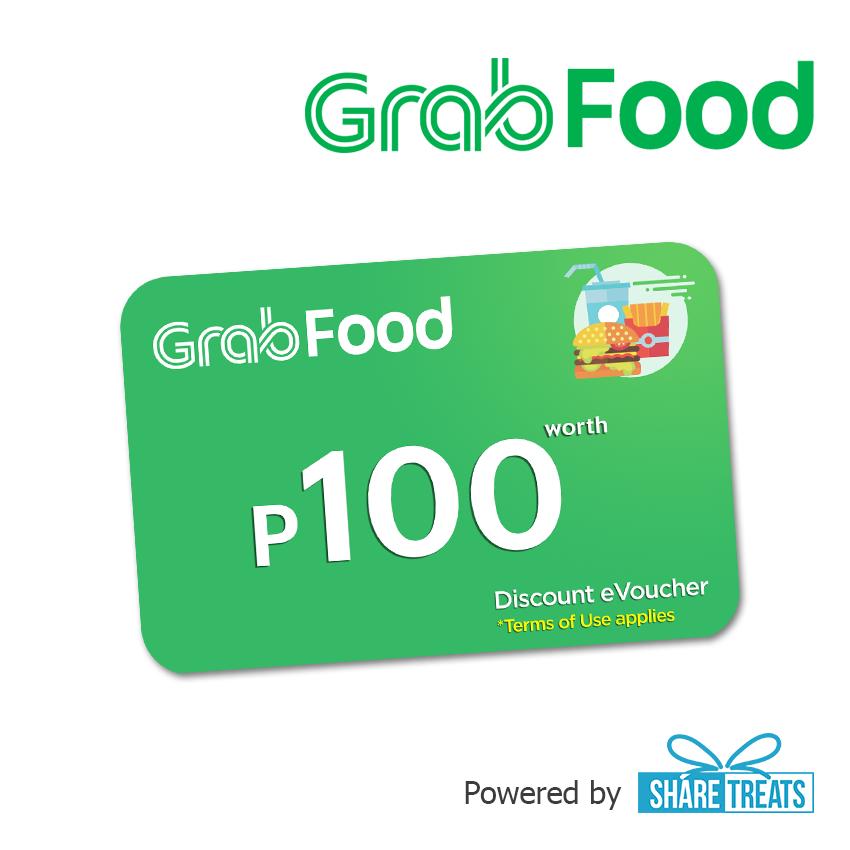 GrabFood
GrabFood
worth
P100
Discount eVoucher
*Terms of Use applies
Powered by SHARE TREATS